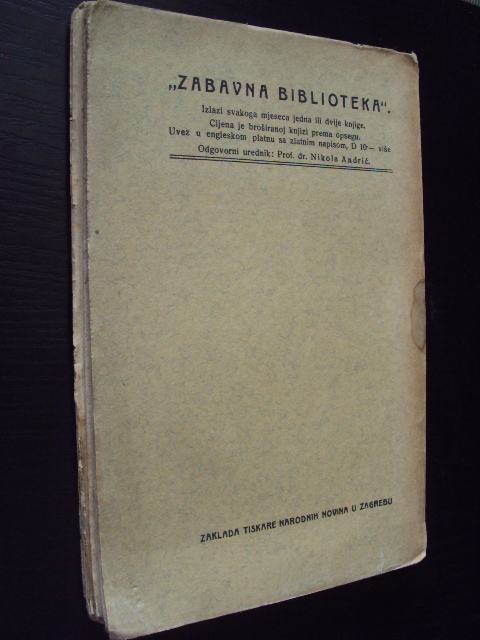 „ZABAVNA BIBLIOTEKA“.
Izlazi svakoga mjeseca jedna ili dvije knjige.
Cijena je broširanoj knjizi prema opsegu.
Uvez u engleskom platnu sa zlatnim napisom, D 10·— više
Odgovorni urednik: Prof. dr. Nikola Andrić.
ZAKLADA TISKARE NARODNIH NOVINA U ZAGREBU